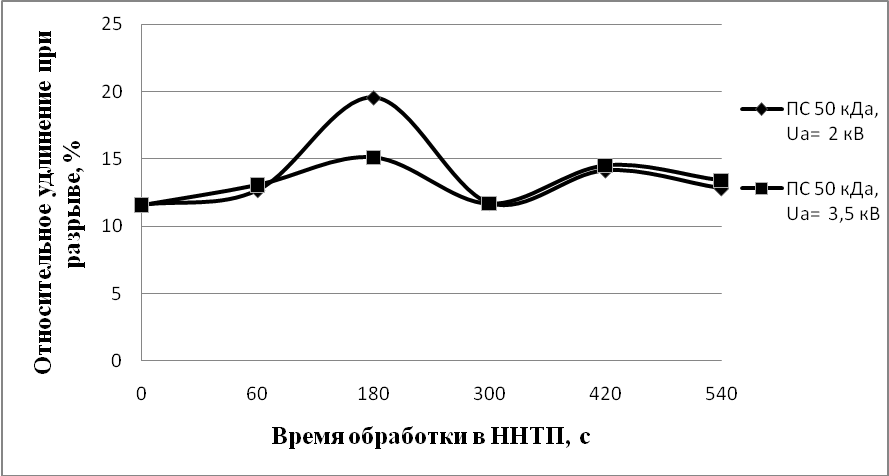 Относительное удлинение при
разрыве, %
25
20
15
10
5
0
0 60 180 300 420 540
Время обработки в ННТП, с
ПС 50 кДа,
Ua= 2 кВ
ПС 50 кДа,
Ua= 3,5 кВ